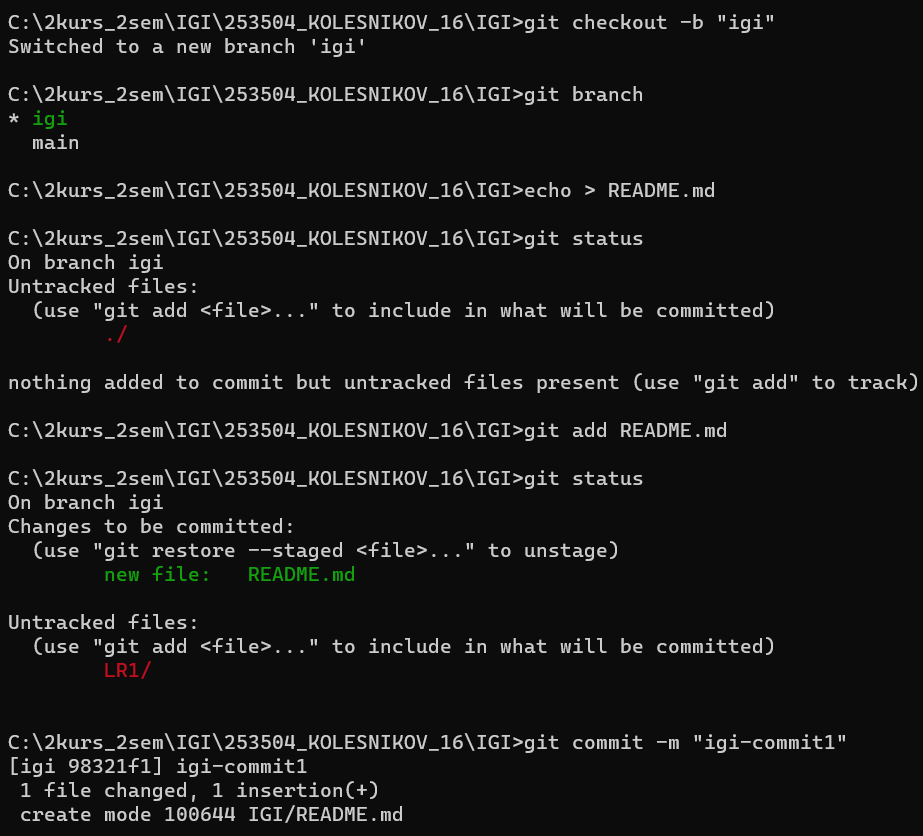 C:\2kurs_2sem\IGI\253504_KOLESNIKOV_16\IGI>git checkout -b "igi"
Switched to a new branch 'igi'
C:\2kurs_2sem\IGI\253504_KOLESNIKOV_16\IGI>git branch
* igi
  main
C:\2kurs_2sem\IGI\253504_KOLESNIKOV_16\IGI>echo > README.md
C:\2kurs_2sem\IGI\253504_KOLESNIKOV_16\IGI>git status
On branch igi
Untracked files:
  (use "git add <file>..." to include in what will be committed)
        ./
nothing added to commit but untracked files present (use "git add" to track)
C:\2kurs_2sem\IGI\253504_KOLESNIKOV_16\IGI>git add README.md
C:\2kurs_2sem\IGI\253504_KOLESNIKOV_16\IGI>git status
On branch igi
Changes to be committed:
  (use "git restore --staged <file>..." to unstage)
        new file:   README.md
Untracked files:
  (use "git add <file>..." to include in what will be committed)
        LR1/
C:\2kurs_2sem\IGI\253504_KOLESNIKOV_16\IGI>git commit -m "igi-commit1"
[igi 98321f1] igi-commit1
 1 file changed, 1 insertion(+)
 create mode 100644 IGI/README.md